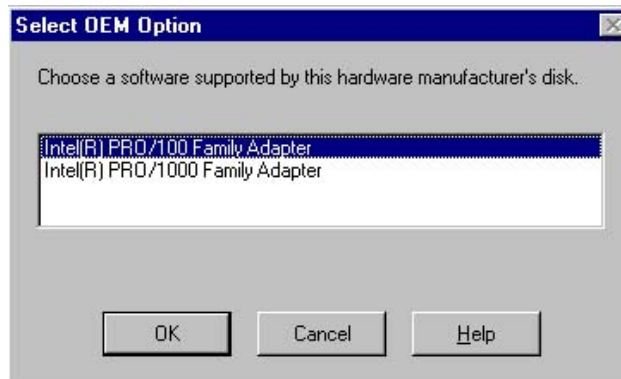 Select OEM Option
Choose a software supported by this hardware manufacturer's disk.
Intel(R) PRO/100 Family Adapter
Intel(R) PRO/1000 Family Adapter
OK Cancel Help